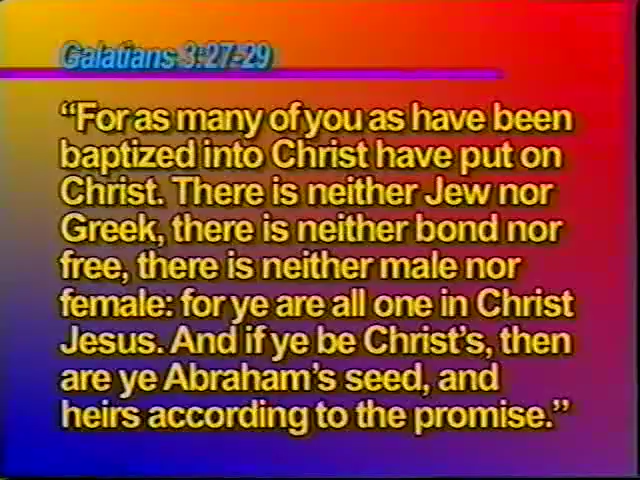 Galatians 3:27-29
“For as many of you as have been
baptized into Christ have put on
Christ. There is neither Jew nor
Greek, there is neither bond nor
free, there is neither male nor
female: for ye are all one in Christ
Jesus. And if ye be Christ’s, then
are ye Abraham’s seed, and
heirs according to the promise.”